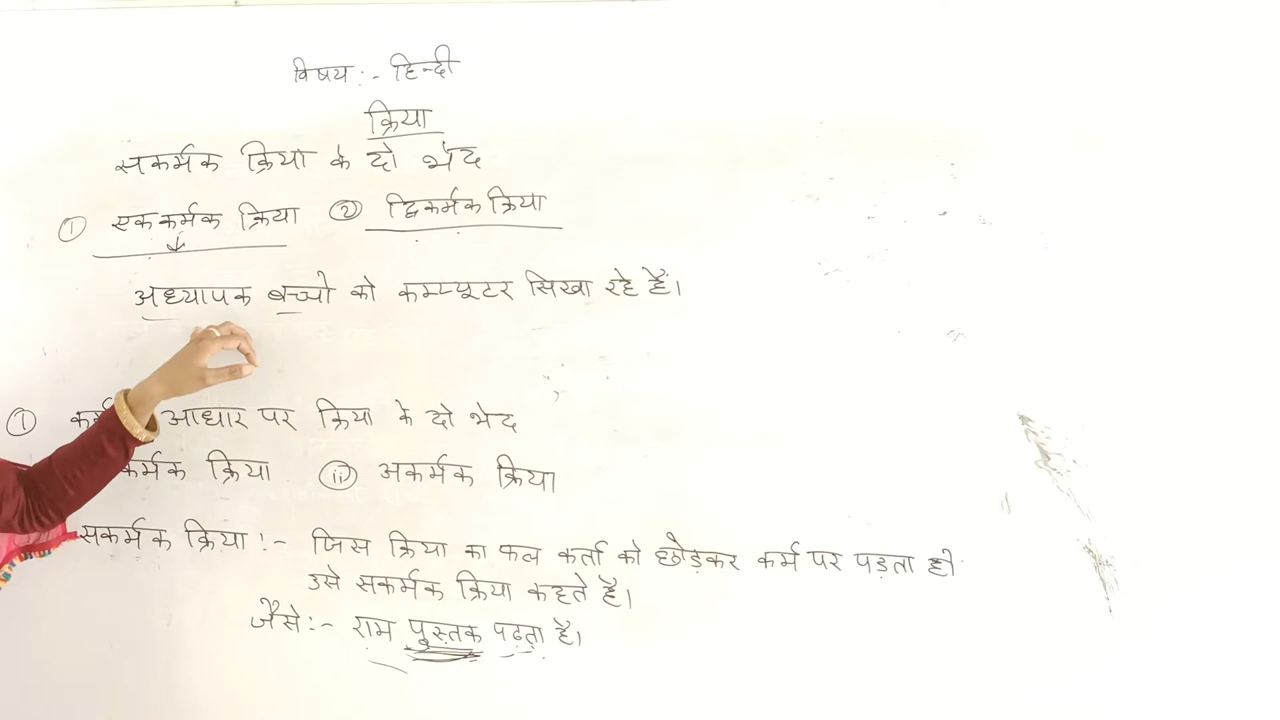 विषय :- हिन्दी
क्रिया
सकर्मक क्रिया के दो भेद
① एककर्मक क्रिया ② द्विकर्मक क्रिया
अध्यापक बच्चो को कम्प्यूटर सिखा रहे हैं।
① आधार पर क्रिया के दो भेद
क्रिया ⅱ अकर्मक क्रिया
सकर्मक क्रिया :- जिस क्रिया का फल कर्ता को छोड़कर कर्म पर पड़ता हो
उसे सकर्मक क्रिया कहते है।
जैसे :- राम पुस्तक पढ़ता है।